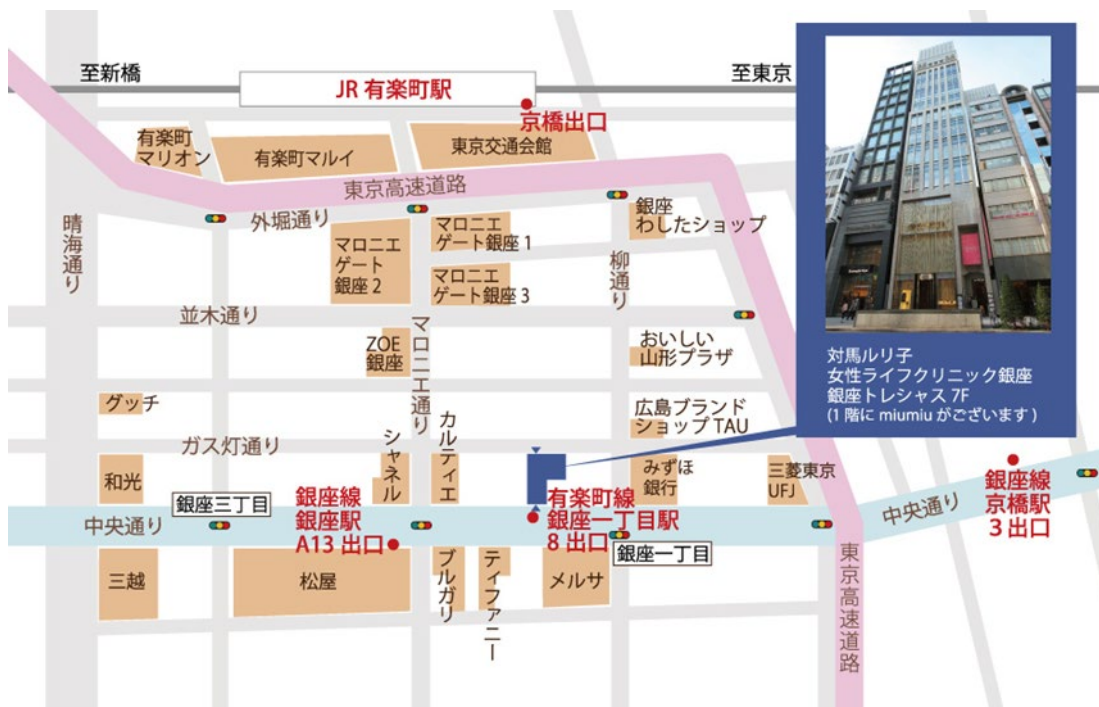 至新橋
JR 有楽町駅
至東京
京橋出口
有楽町
マリオン
有楽町マルイ
東京交通会館
東京高速道路
外堀通り
晴海通り
マロニエ
ゲート
銀座 2
マロニエ
ゲート銀座 1
マロニエ
ゲート銀座 3
銀座
わしたショップ
柳通り
並木通り
ZOE
銀座
マロニエ通り
おいしい
山形プラザ
グッチ
広島ブランド
ショップ TAU
ガス灯通り
和光
シャネル
カルティエ
みずほ
銀行
三菱東京
UFJ
銀座三丁目
中央通り
銀座線
銀座駅
A13 出口
有楽町線
銀座一丁目駅
8 出口
銀座一丁目
中央通り
銀座線
京橋駅
3 出口
三越
松屋
ブルガリ
ティファニー
メルサ
東京高速道路
対馬ルリ子
女性ライフクリニック銀座
銀座トレシャス 7F
(1 階に miumiu がございます )